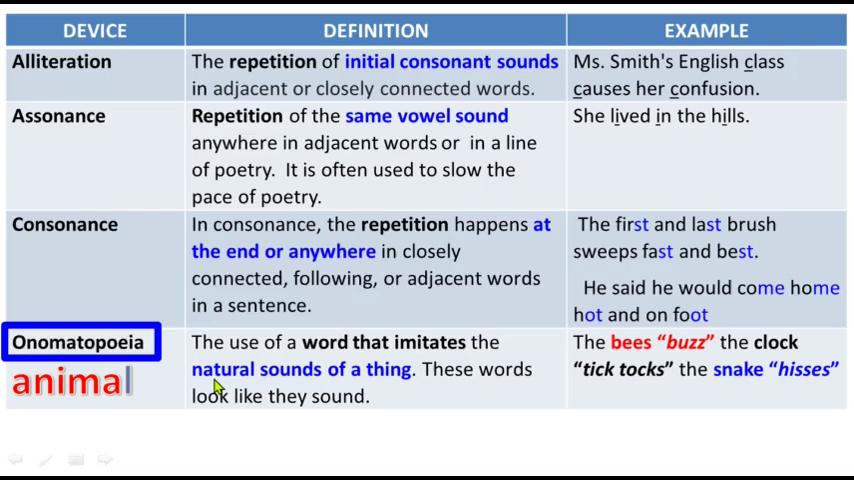 DEVICE DEFINITION EXAMPLE
Alliteration
The repetition of initial consonant sounds
in adjacent or closely connected words.
Ms. Smith's English class
causes her confusion.
Assonance
Repetition of the same vowel sound
anywhere in adjacent words or in a line
of poetry. It is often used to slow the
pace of poetry.
She lived in the hills.
Consonance
In consonance, the repetition happens at
the end or anywhere in closely
connected, following, or adjacent words
in a sentence.
The first and last brush
sweeps fast and best.
He said he would come home
hot and on foot
Onomatopoeia
animal
The use of a word that imitates the
natural sounds of a thing. These words
look like they sound.
The bees “buzz” the clock
“tick tocks” the snake “hisses”